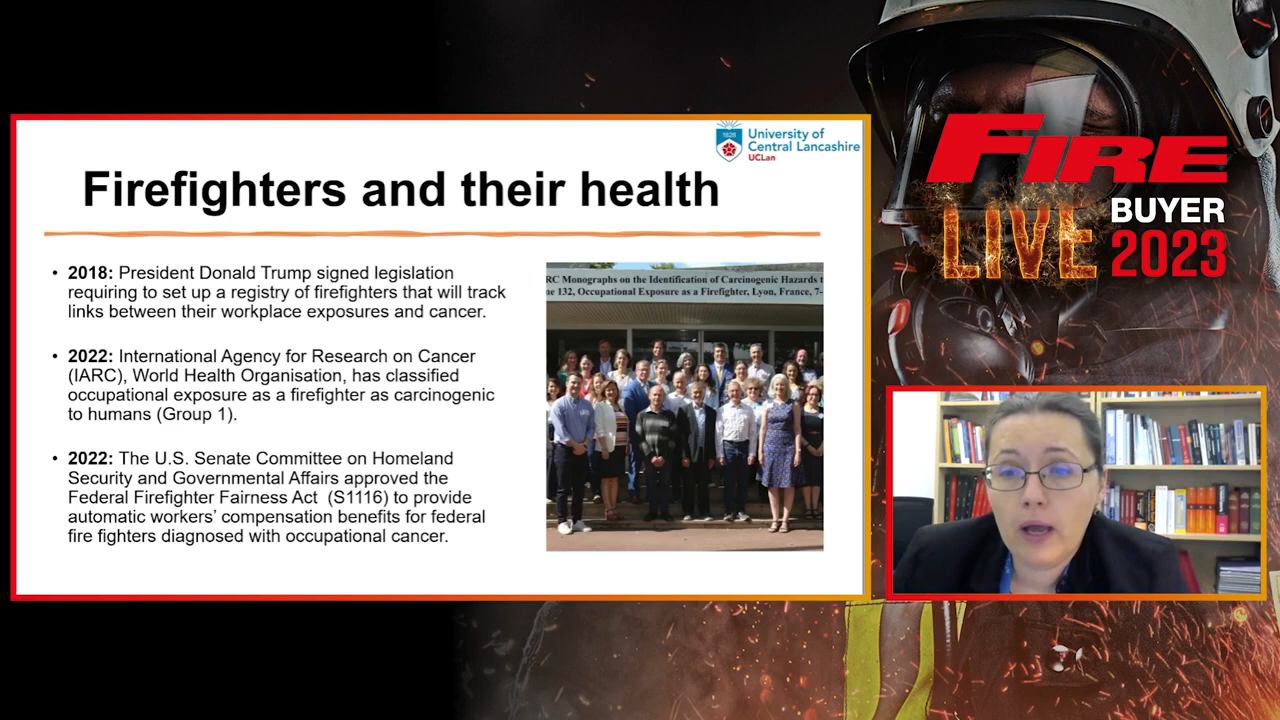 1828
University of
Central Lancashire
UCLan
Firefighters and their health
• 2018: President Donald Trump signed legislation
requiring to set up a registry of firefighters that will track
links between their workplace exposures and cancer.
• 2022: International Agency for Research on Cancer
(IARC), World Health Organisation, has classified
occupational exposure as a firefighter as carcinogenic
to humans (Group 1).
• 2022: The U.S. Senate Committee on Homeland
Security and Governmental Affairs approved the
Federal Firefighter Fairness Act (S1116) to provide
automatic workers’ compensation benefits for federal
fire fighters diagnosed with occupational cancer.
RC Monographs on the Identification of Carcinogenic Hazards t
ne 132, Occupational Exposure as a Firefighter, Lyon, France, 7-
FIRE
BUYER
LIVE 2023